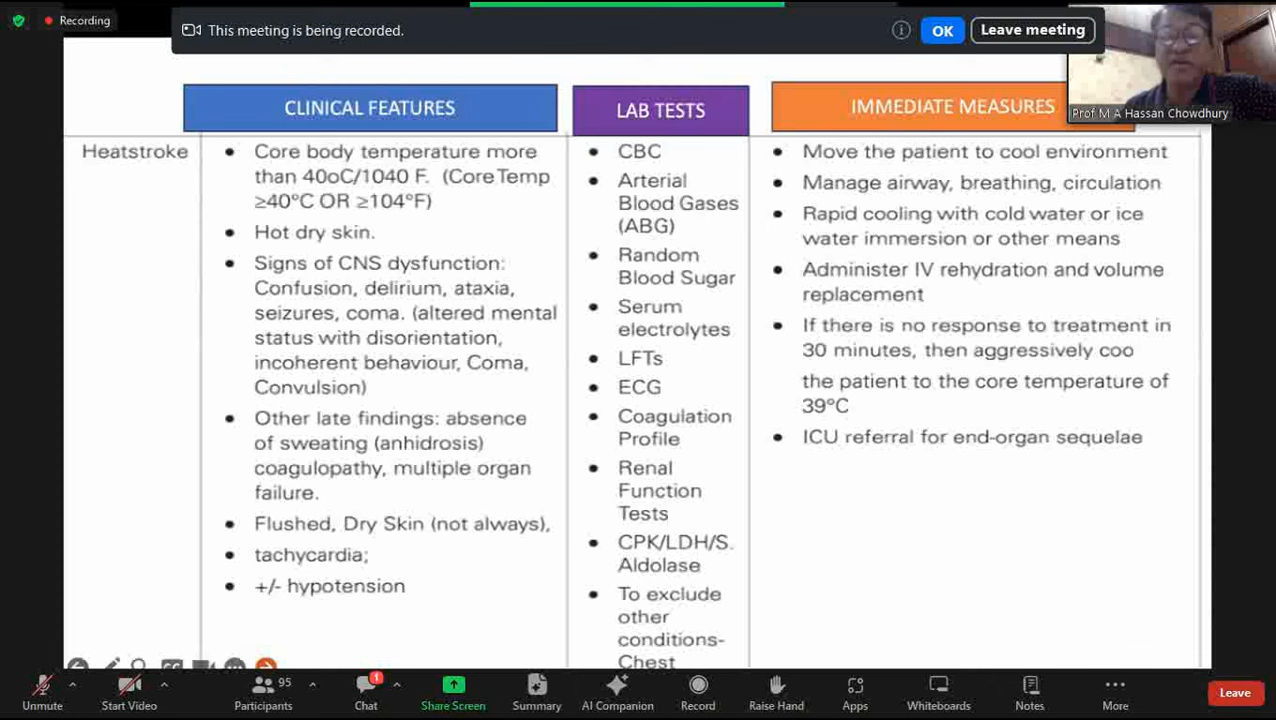 Recording
This meeting is being recorded.
OK
Leave meeting
Prof M A Hassan Chowdhury
CLINICAL FEATURES
LAB TESTS
IMMEDIATE MEASURES
Heatstroke
• Core body temperature more
than 40oC/1040 F. (Core Temp
≥40°C OR ≥104°F)
• Hot dry skin.
• Signs of CNS dysfunction:
Confusion, delirium, ataxia,
seizures, coma. (altered mental
status with disorientation,
incoherent behaviour, Coma,
Convulsion)
• Other late findings: absence
of sweating (anhidrosis)
coagulopathy, multiple organ
failure.
• Flushed, Dry Skin (not always),
• tachycardia;
• +/- hypotension
• CBC
• Arterial
Blood Gases
(ABG)
• Random
Blood Sugar
• Serum
electrolytes
• LFTs
• ECG
• Coagulation
Profile
• Renal
Function
Tests
• CPK/LDH/S.
Aldolase
• To exclude
other
conditions-
Chest
• Move the patient to cool environment
• Manage airway, breathing, circulation
• Rapid cooling with cold water or ice
water immersion or other means
• Administer IV rehydration and volume
replacement
• If there is no response to treatment in
30 minutes, then aggressively coo
the patient to the core temperature of
39°C
• ICU referral for end-organ sequelae
Unmute
Start Video
95
Participants
1
Chat
Share Screen
Summary
AI Companion
Record
Raise Hand
Apps
Whiteboards
Notes
More
Leave